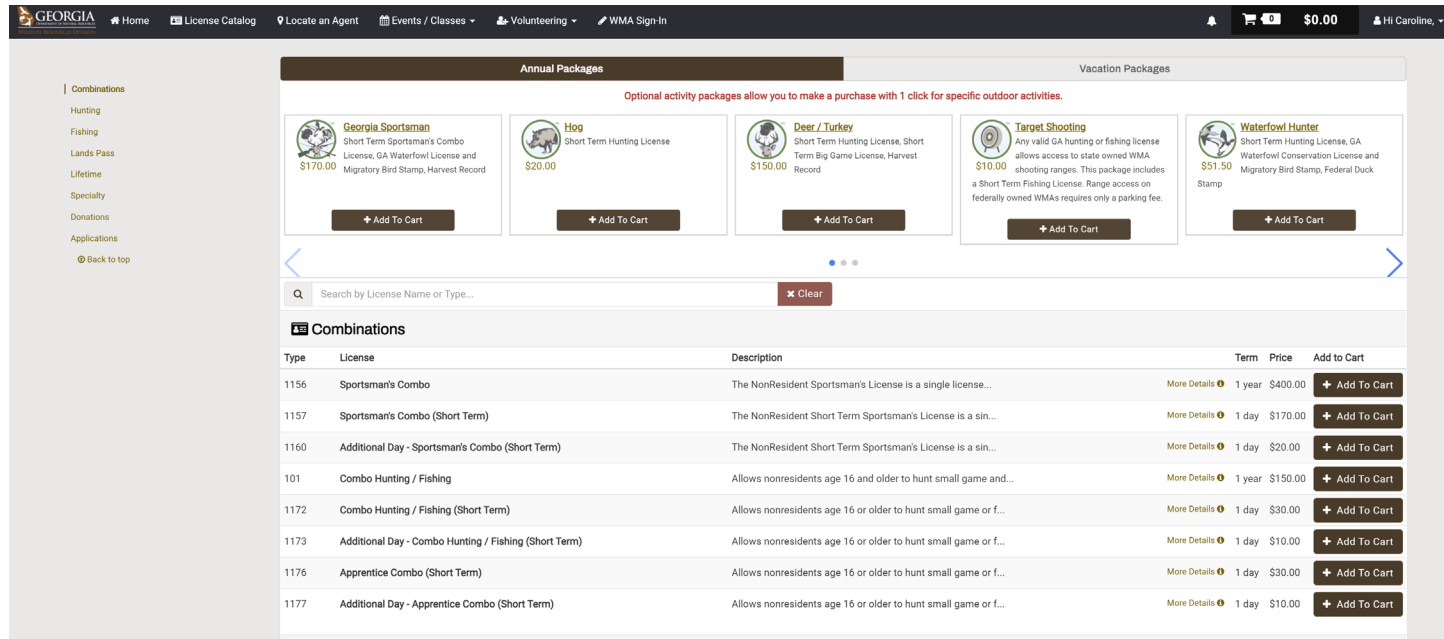 GEORGIA
DEPARTMENT OF NATURAL RESOURCES
WILDLIFE RESOURCES DIVISION
Home License Catalog Locate an Agent Events / Classes Volunteering WMA Sign-In 0 $0.00 Hi Caroline,
Combinations
Hunting
Fishing
Lands Pass
Lifetime
Specialty
Donations
Applications
Back to top
Annual Packages Vacation Packages
Optional activity packages allow you to make a purchase with 1 click for specific outdoor activities.
Georgia Sportsman
Short Term Sportsman's Combo
License, GA Waterfowl License and
$170.00 Migratory Bird Stamp, Harvest Record
+ Add To Cart
Hog
Short Term Hunting License
$20.00
+ Add To Cart
Deer / Turkey
Short Term Hunting License, Short
Term Big Game License, Harvest
$150.00 Record
+ Add To Cart
Target Shooting
Any valid GA hunting or fishing license
allows access to state owned WMA
$10.00 shooting ranges. This package includes
a Short Term Fishing License. Range access on
federally owned WMAs requires only a parking fee.
+ Add To Cart
Waterfowl Hunter
Short Term Hunting License, GA
Waterfowl Conservation License and
$51.50 Migratory Bird Stamp, Federal Duck
Stamp
+ Add To Cart
Search by License Name or Type... Clear
Combinations
Type License Description Term Price Add to Cart
1156 Sportsman's Combo The NonResident Sportsman's License is a single license... More Details 1 year $400.00 + Add To Cart
1157 Sportsman's Combo (Short Term) The NonResident Short Term Sportsman's License is a sin... More Details 1 day $170.00 + Add To Cart
1160 Additional Day - Sportsman's Combo (Short Term) The NonResident Short Term Sportsman's License is a sin... More Details 1 day $20.00 + Add To Cart
101 Combo Hunting / Fishing Allows nonresidents age 16 and older to hunt small game and... More Details 1 year $150.00 + Add To Cart
1172 Combo Hunting / Fishing (Short Term) Allows nonresidents age 16 or older to hunt small game or f... More Details 1 day $30.00 + Add To Cart
1173 Additional Day - Combo Hunting / Fishing (Short Term) Allows nonresidents age 16 or older to hunt small game or f... More Details 1 day $10.00 + Add To Cart
1176 Apprentice Combo (Short Term) Allows nonresidents age 16 or older to hunt small game or f... More Details 1 day $30.00 + Add To Cart
1177 Additional Day - Apprentice Combo (Short Term) Allows nonresidents age 16 or older to hunt small game or f... More Details 1 day $10.00 + Add To Cart